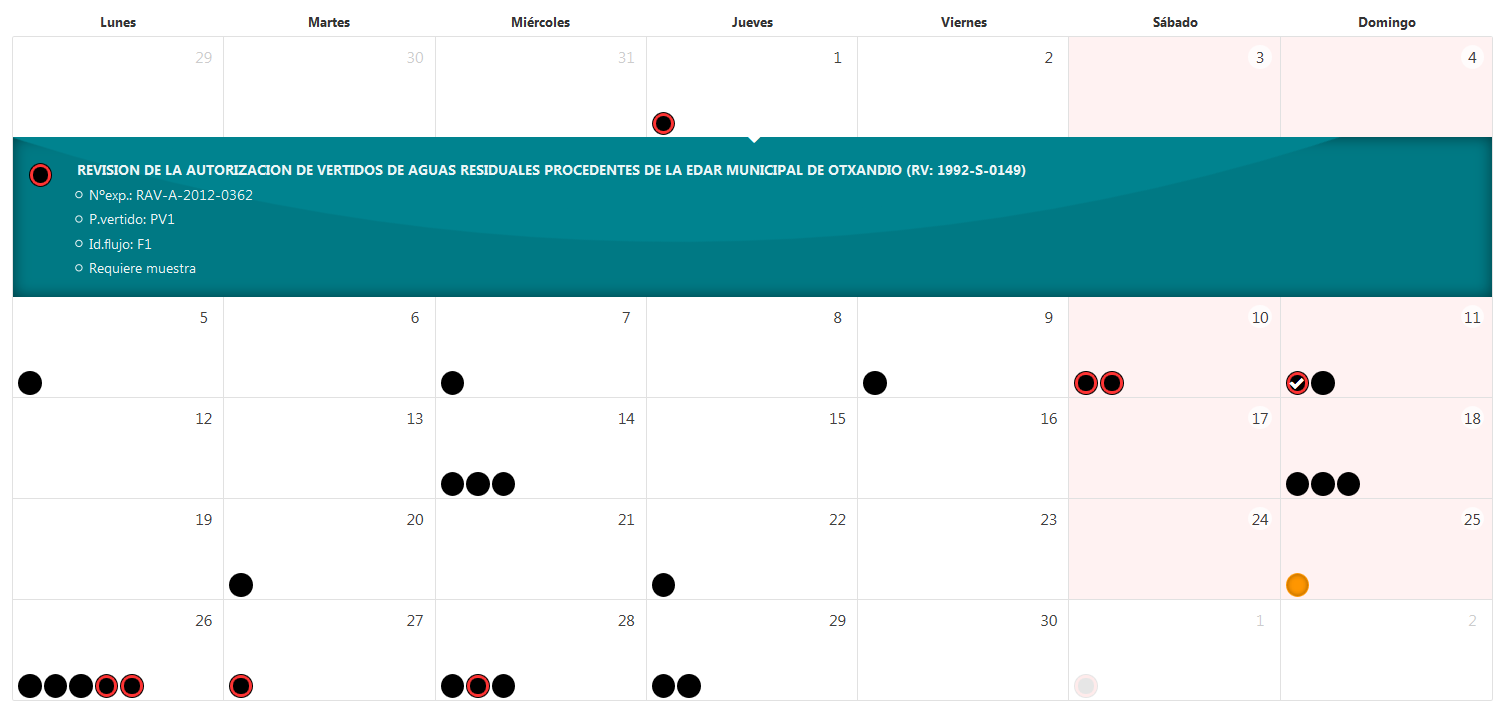 Lunes Martes Miércoles Jueves Viernes Sábado Domingo
29 30 31 1 2 3 4
REVISION DE LA AUTORIZACION DE VERTIDOS DE AGUAS RESIDUALES PROCEDENTES DE LA EDAR MUNICIPAL DE OTXANDIO (RV: 1992-S-0149)
Nºexp.: RAV-A-2012-0362
P.vertido: PV1
Id.flujo: F1
Requiere muestra
5 6 7 8 9 10 11
12 13 14 15 16 17 18
19 20 21 22 23 24 25
26 27 28 29 30 1 2